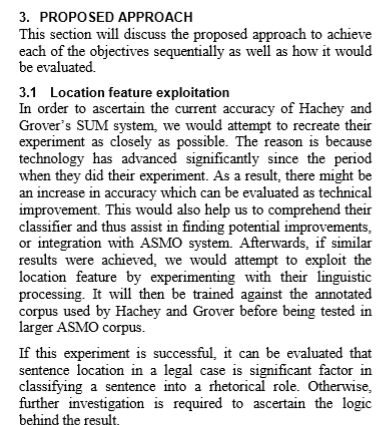 3. PROPOSED APPROACH
This section will discuss the proposed approach to achieve
each of the objectives sequentially as well as how it would
be evaluated.
3.1 Location feature exploitation
In order to ascertain the current accuracy of Hachey and
Grover's SUM system, we would attempt to recreate their
experiment as closely as possible. The reason is because
technology has advanced significantly since the period
when they did their experiment. As a result, there might be
an increase in accuracy which can be evaluated as technical
improvement. This would also help us to comprehend their
classifier and thus assist in finding potential improvements,
or integration with ASMO system. Afterwards, if similar
results were achieved, we would attempt to exploit the
location feature by experimenting with their linguistic
processing. It will then be trained against the annotated
corpus used by Hachey and Grover before being tested in
larger ASMO corpus.
If this experiment is successful, it can be evaluated that
sentence location in a legal case is significant factor in
classifying a sentence into a rhetorical role. Otherwise,
further investigation is required to ascertain the logic
behind the result.